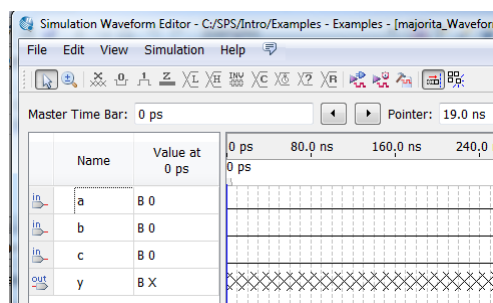 Simulation Waveform Editor - C:/SPS/Intro/Examples - Examples - [majorita_Wavefor
File Edit View Simulation Help
Master Time Bar: 0 ps Pointer: 19.0 ns
Name Value at 0 ps 0 ps 80.0 ns 160.0 ns 240.0
0 ps
in a B 0
in b B 0
in c B 0
out y B X